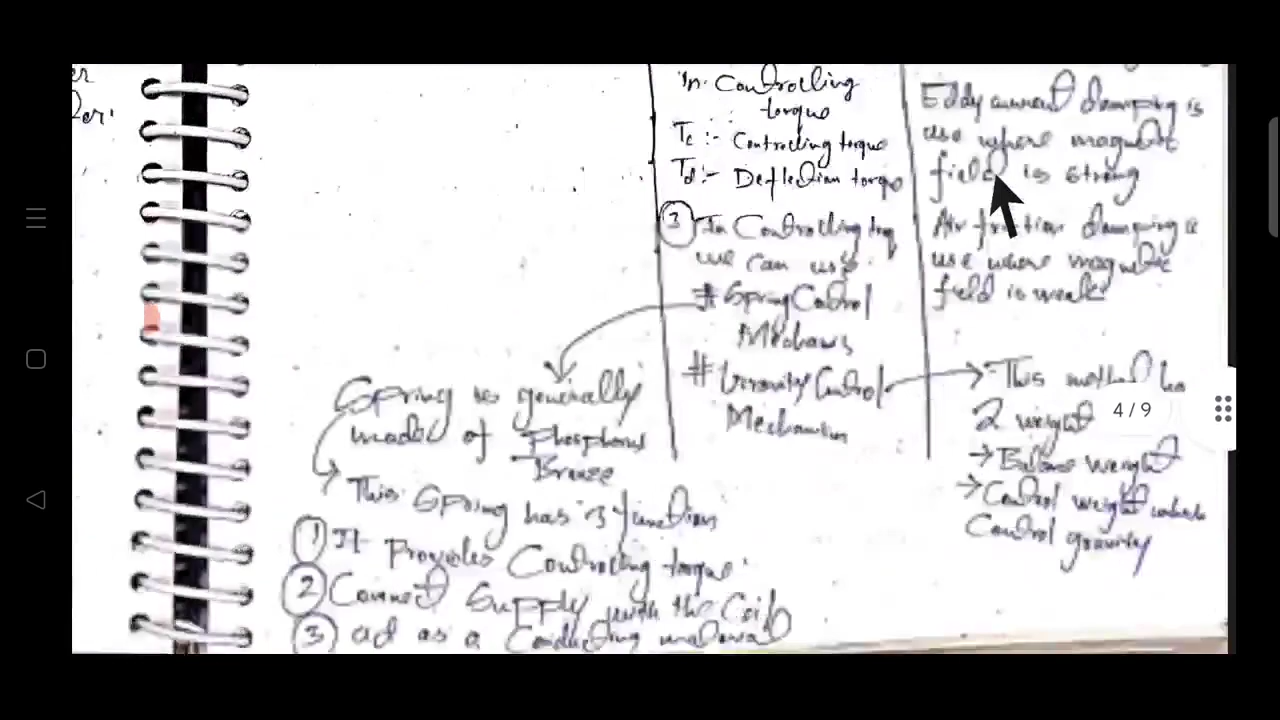 er
In Controlling
torque
Tc :- Controlling torque
Td :- Deflection torque
③ In Controlling torq
we can use
# Spring Control
Mechanis
# Gravity Control
Mechanism
Eddy current damping is
use where magnetic
field is strong
Air friction damping is
use where magnetic
field is weak
This method has
2 weight
→ Balance weight
→ Control weight which
Control gravity
4/9
Spring is generally
made of Phosphorus
Bronze
This Spring has 3 function
① It Provides Controlling torque.
② Connect Supply with the Coil
③ act as a Conducting material